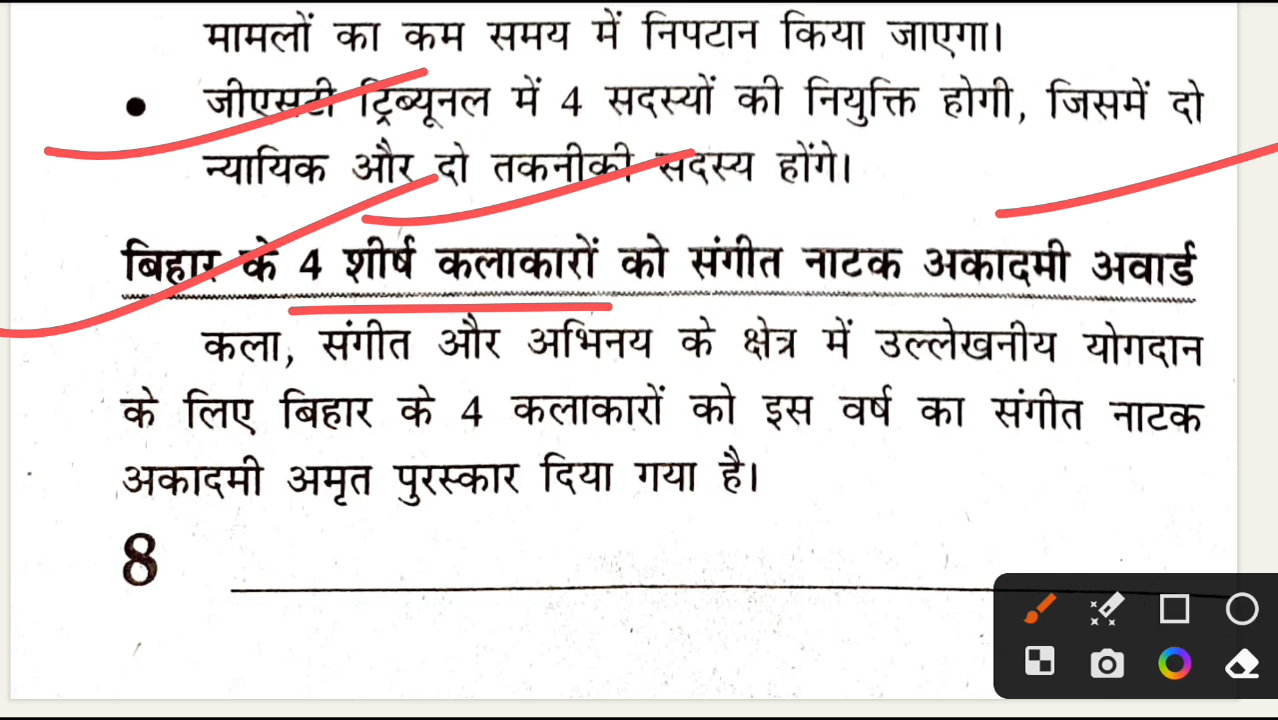 मामलों का कम समय में निपटान किया जाएगा।
● जीएसटी ट्रिब्यूनल में 4 सदस्यों की नियुक्ति होगी, जिसमें दो
न्यायिक और दो तकनीकी सदस्य होंगे।
बिहार के 4 शीर्ष कलाकारों को संगीत नाटक अकादमी अवार्ड
कला, संगीत और अभिनय के क्षेत्र में उल्लेखनीय योगदान
के लिए बिहार के 4 कलाकारों को इस वर्ष का संगीत नाटक
अकादमी अमृत पुरस्कार दिया गया है।
8